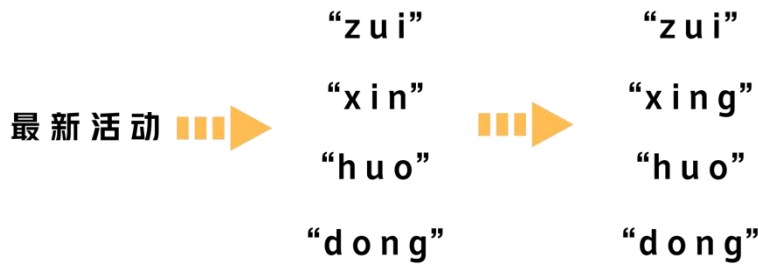 最新活动
“zui”
“xin”
“huo”
“dong”
“zui”
“xing”
“huo”
“dong”